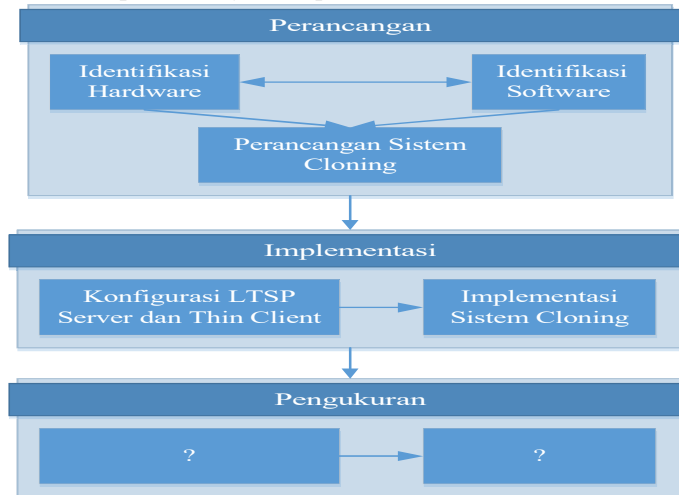 Perancangan
Identifikasi
Hardware
Identifikasi
Software
Perancangan Sistem
Cloning
Implementasi
Konfigurasi LTSP
Server dan Thin Client
Implementasi
Sistem Cloning
Pengukuran
?
?